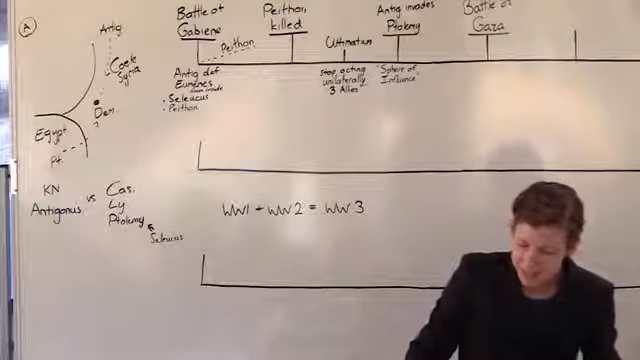 A
Antig
Coele
Syria
Dem.
?
Egypt
Pt.
KN
Antigonus
vs
Cas.
Ly
Ptolemy
Seleucus
Battle of
Gabiene
Peithon
killed
Peithon
Ultimatum
Antig invades
Ptolemy
Battle of
Gaza
Antig def
Eumenes
• Seleucus
• Peithon
stop acting
unilaterally
3 Allies
"Sphere of
Influence"
WW1 + WW2 = WW3